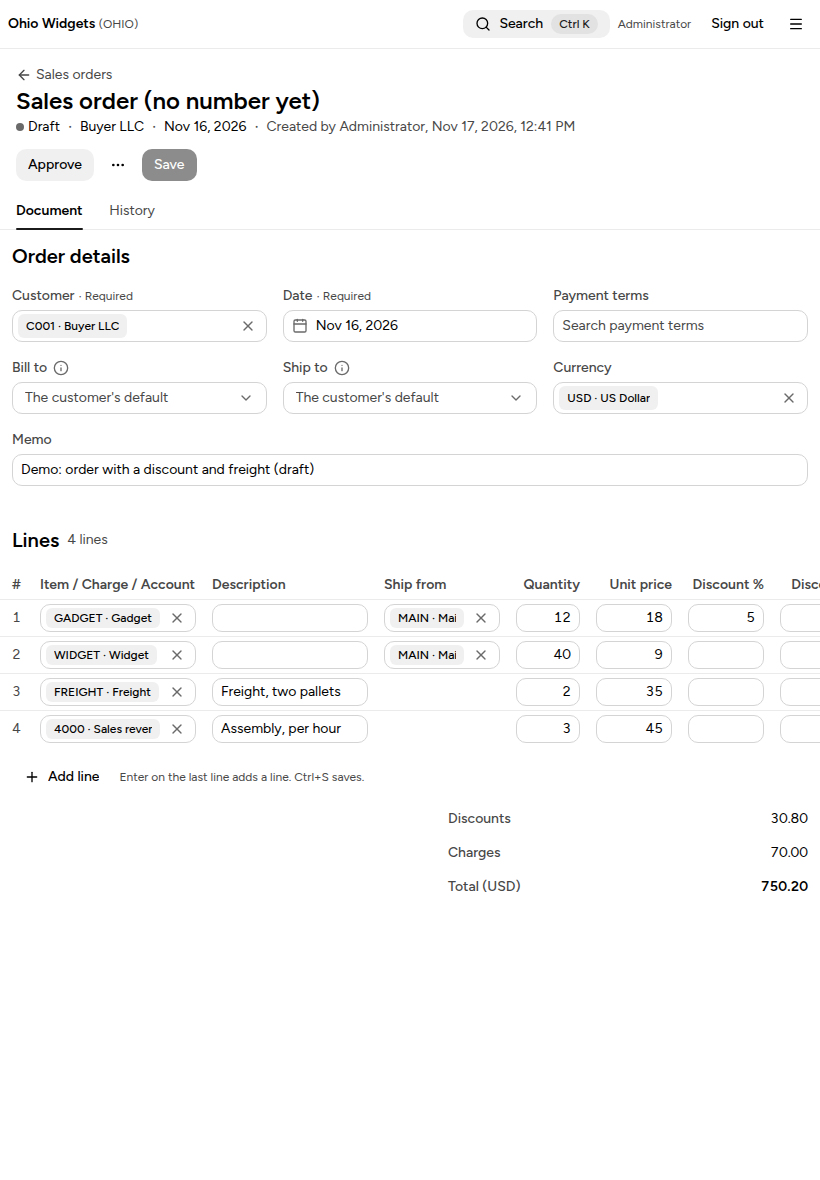 Ohio Widgets (OHIO) Search Ctrl K Administrator Sign out
Sales orders
Sales order (no number yet)
Draft · Buyer LLC · Nov 16, 2026 · Created by Administrator, Nov 17, 2026, 12:41 PM
Approve ··· Save
Document History
Order details
Customer · Required Date · Required Payment terms
C001 · Buyer LLC Nov 16, 2026 Search payment terms
Bill to Ship to Currency
The customer's default The customer's default USD · US Dollar
Memo
Demo: order with a discount and freight (draft)
Lines 4 lines
# Item / Charge / Account Description Ship from Quantity Unit price Discount % Disc
1 GADGET · Gadget MAIN · Mai 12 18 5
2 WIDGET · Widget MAIN · Mai 40 9
3 FREIGHT · Freight Freight, two pallets 2 35
4 4000 · Sales rever Assembly, per hour 3 45
Add line Enter on the last line adds a line. Ctrl+S saves.
Discounts 30.80
Charges 70.00
Total (USD) 750.20